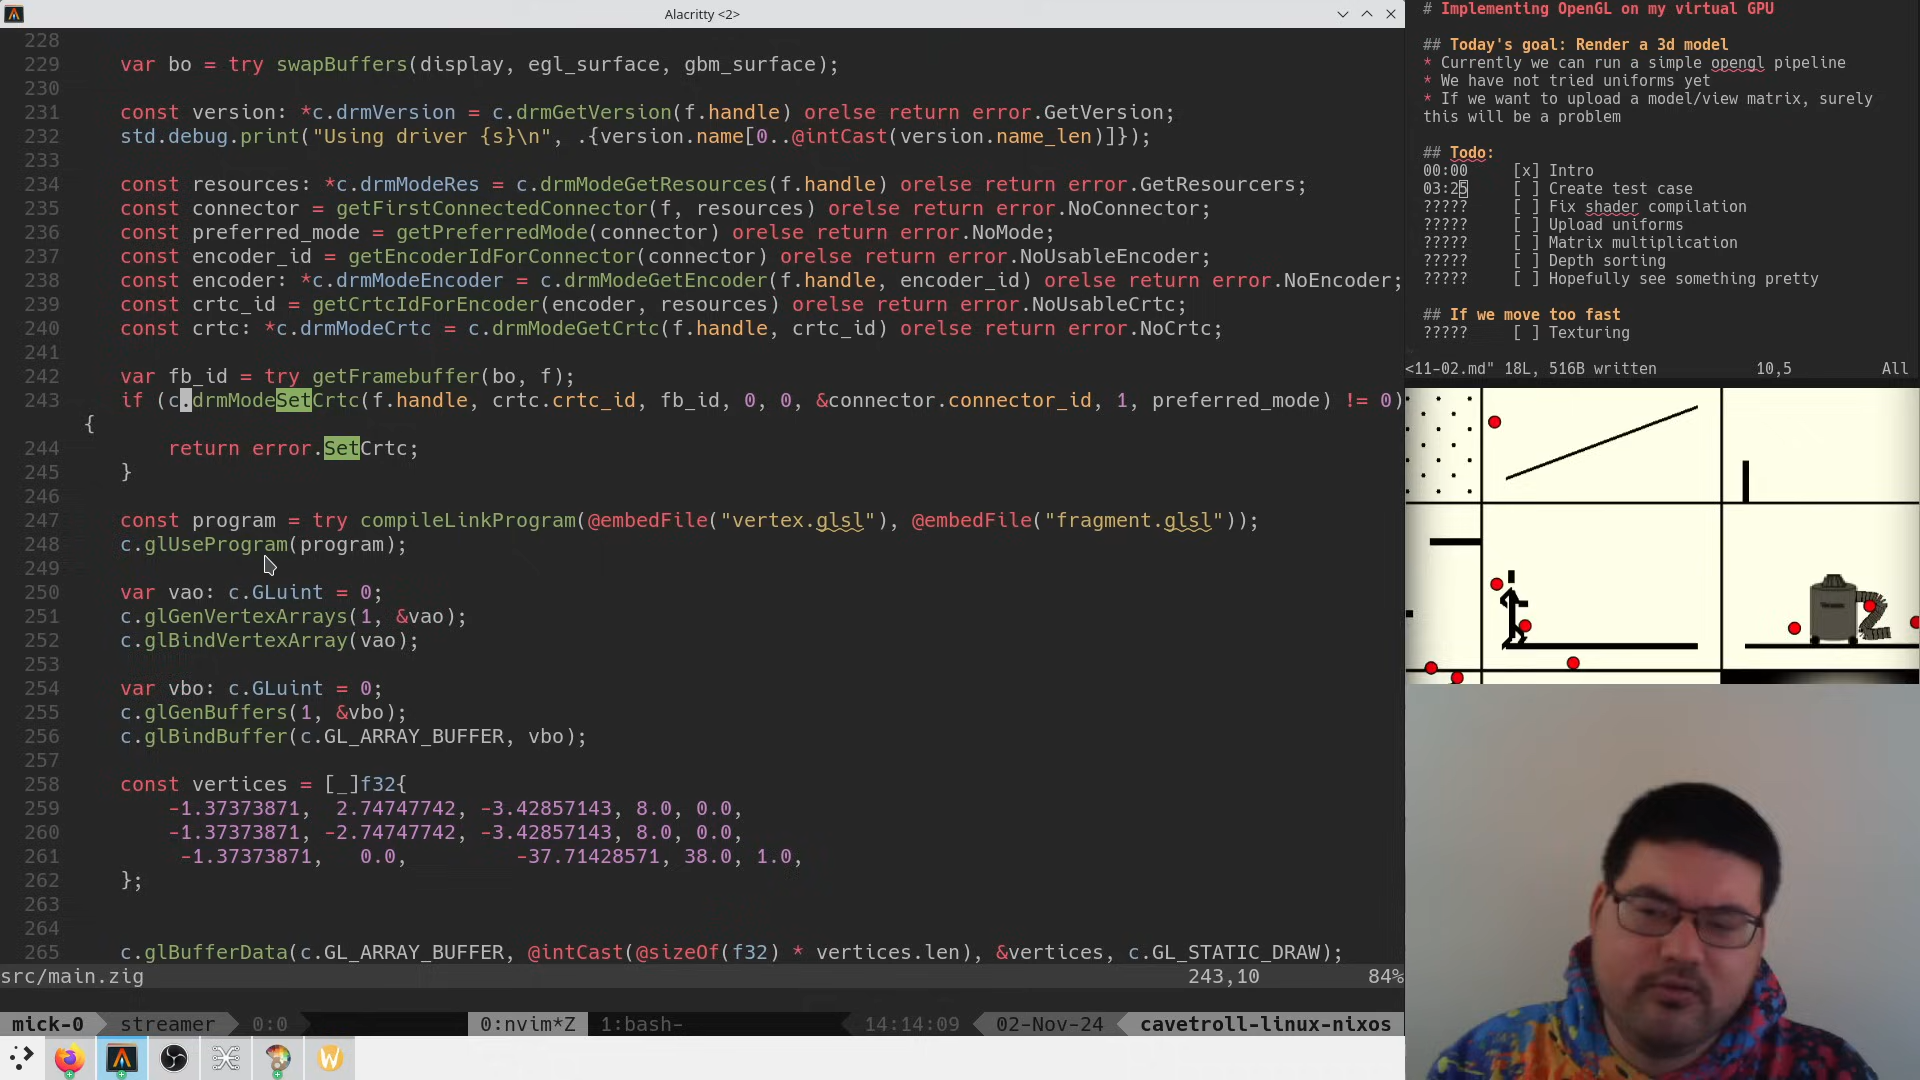 Alacritty <2>
228
229 var bo = try swapBuffers(display, egl_surface, gbm_surface);
230
231 const version: *c.drmVersion = c.drmGetVersion(f.handle) orelse return error.GetVersion;
232 std.debug.print("Using driver {s}\n", .{version.name[0..@intCast(version.name_len)]});
233
234 const resources: *c.drmModeRes = c.drmModeGetResources(f.handle) orelse return error.GetResourcers;
235 const connector = getFirstConnectedConnector(f, resources) orelse return error.NoConnector;
236 const preferred_mode = getPreferredMode(connector) orelse return error.NoMode;
237 const encoder_id = getEncoderIdForConnector(connector) orelse return error.NoUsableEncoder;
238 const encoder: *c.drmModeEncoder = c.drmModeGetEncoder(f.handle, encoder_id) orelse return error.NoEncoder;
239 const crtc_id = getCrtcIdForEncoder(encoder, resources) orelse return error.NoUsableCrtc;
240 const crtc: *c.drmModeCrtc = c.drmModeGetCrtc(f.handle, crtc_id) orelse return error.NoCrtc;
241
242 var fb_id = try getFramebuffer(bo, f);
243 if (c.drmModeSetCrtc(f.handle, crtc.crtc_id, fb_id, 0, 0, &connector.connector_id, 1, preferred_mode) != 0)
{
244 return error.SetCrtc;
245 }
246
247 const program = try compileLinkProgram(@embedFile("vertex.glsl"), @embedFile("fragment.glsl"));
248 c.glUseProgram(program);
249
250 var vao: c.GLuint = 0;
251 c.glGenVertexArrays(1, &vao);
252 c.glBindVertexArray(vao);
253
254 var vbo: c.GLuint = 0;
255 c.glGenBuffers(1, &vbo);
256 c.glBindBuffer(c.GL_ARRAY_BUFFER, vbo);
257
258 const vertices = [_]f32{
259 -1.37373871, 2.74747742, -3.42857143, 8.0, 0.0,
260 -1.37373871, -2.74747742, -3.42857143, 8.0, 0.0,
261 -1.37373871, 0.0, -37.71428571, 38.0, 1.0,
262 };
263
264
265 c.glBufferData(c.GL_ARRAY_BUFFER, @intCast(@sizeOf(f32) * vertices.len), &vertices, c.GL_STATIC_DRAW);
src/main.zig 243,10 84%
mick-0 streamer 0:0 0:nvim*Z 1:bash- 14:14:09 02-Nov-24 cavetroll-linux-nixos
# Implementing OpenGL on my virtual GPU
## Today's goal: Render a 3d model
* Currently we can run a simple opengl pipeline
* We have not tried uniforms yet
* If we want to upload a model/view matrix, surely
this will be a problem
## Todo:
00:00 [x] Intro
03:25 [ ] Create test case
????? [ ] Fix shader compilation
????? [ ] Upload uniforms
????? [ ] Matrix multiplication
????? [ ] Depth sorting
????? [ ] Hopefully see something pretty
## If we move too fast
????? [ ] Texturing
<11-02.md" 18L, 516B written 10,5 All